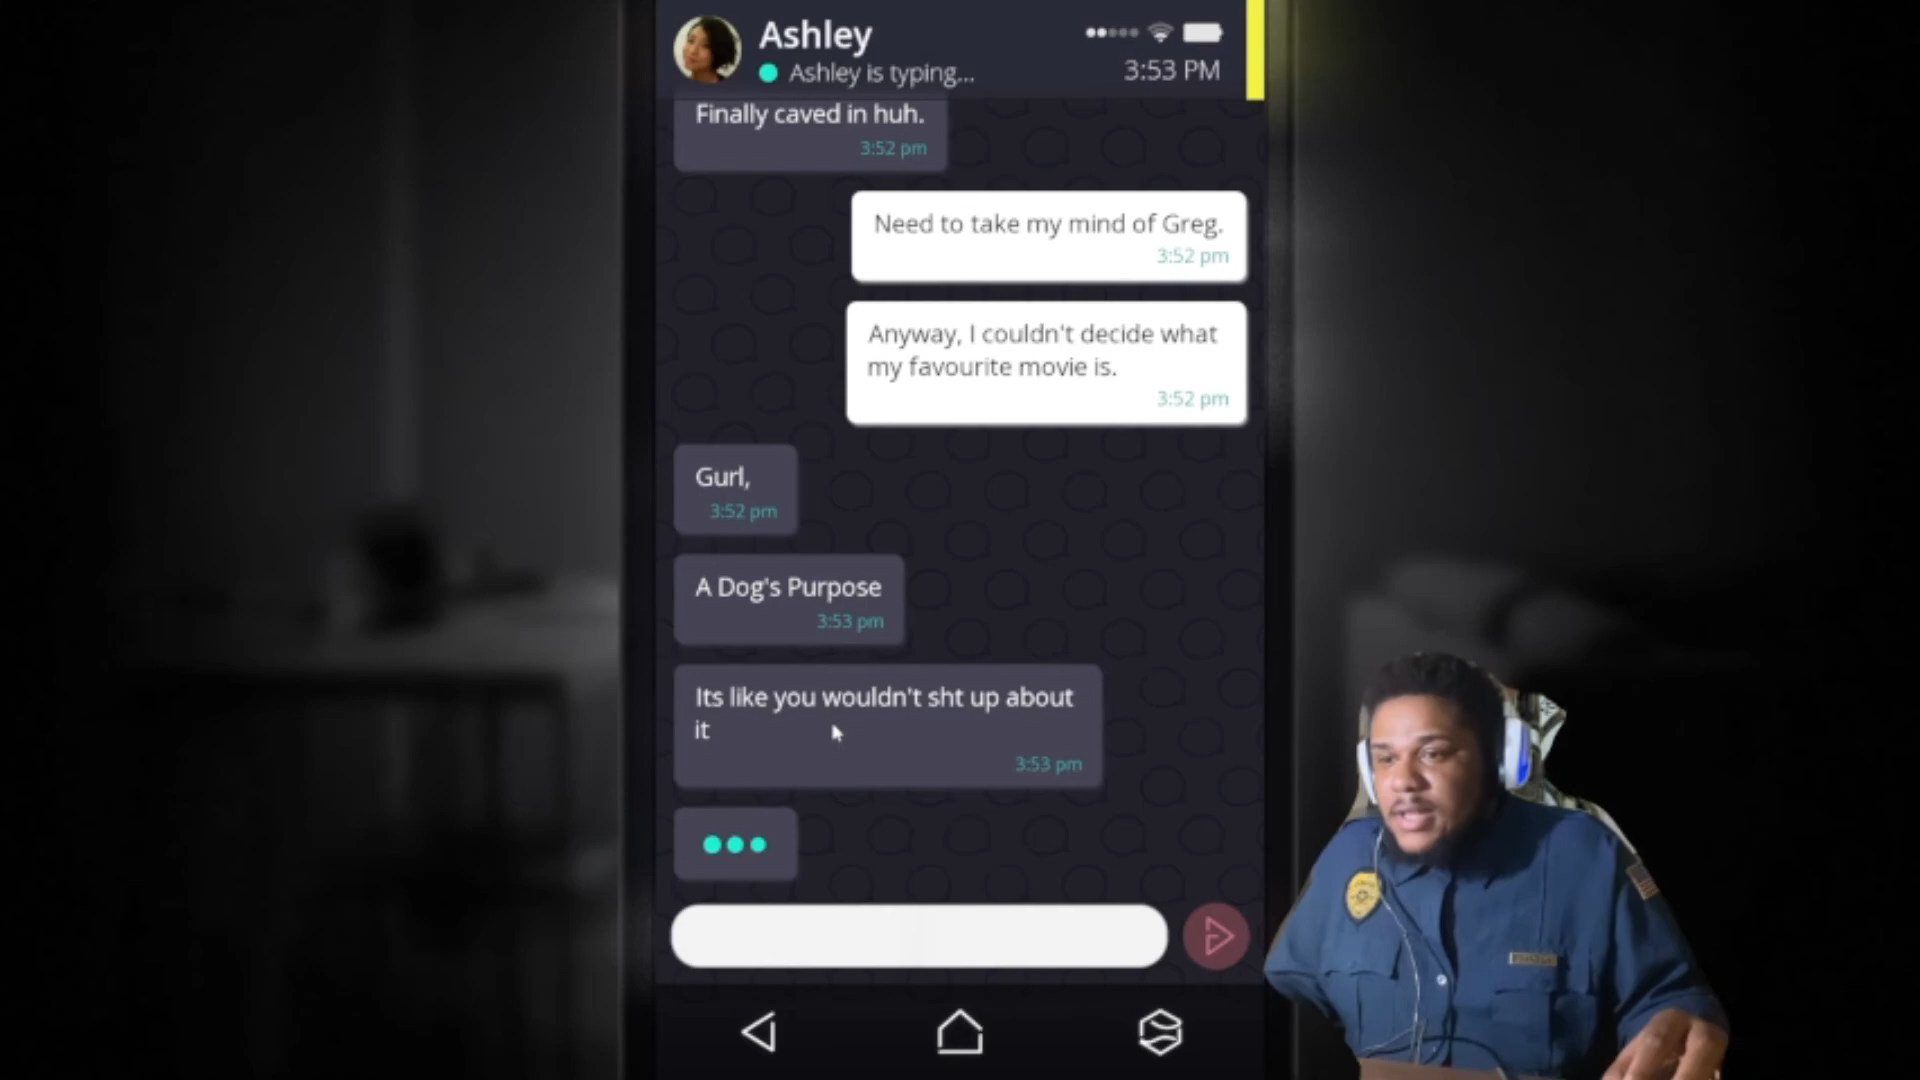 Ashley
Ashley is typing...
3:53 PM
Finally caved in huh.
3:52 pm
Need to take my mind of Greg.
3:52 pm
Anyway, I couldn't decide what
my favourite movie is.
3:52 pm
Gurl,
3:52 pm
A Dog's Purpose
3:53 pm
Its like you wouldn't sht up about
it
3:53 pm